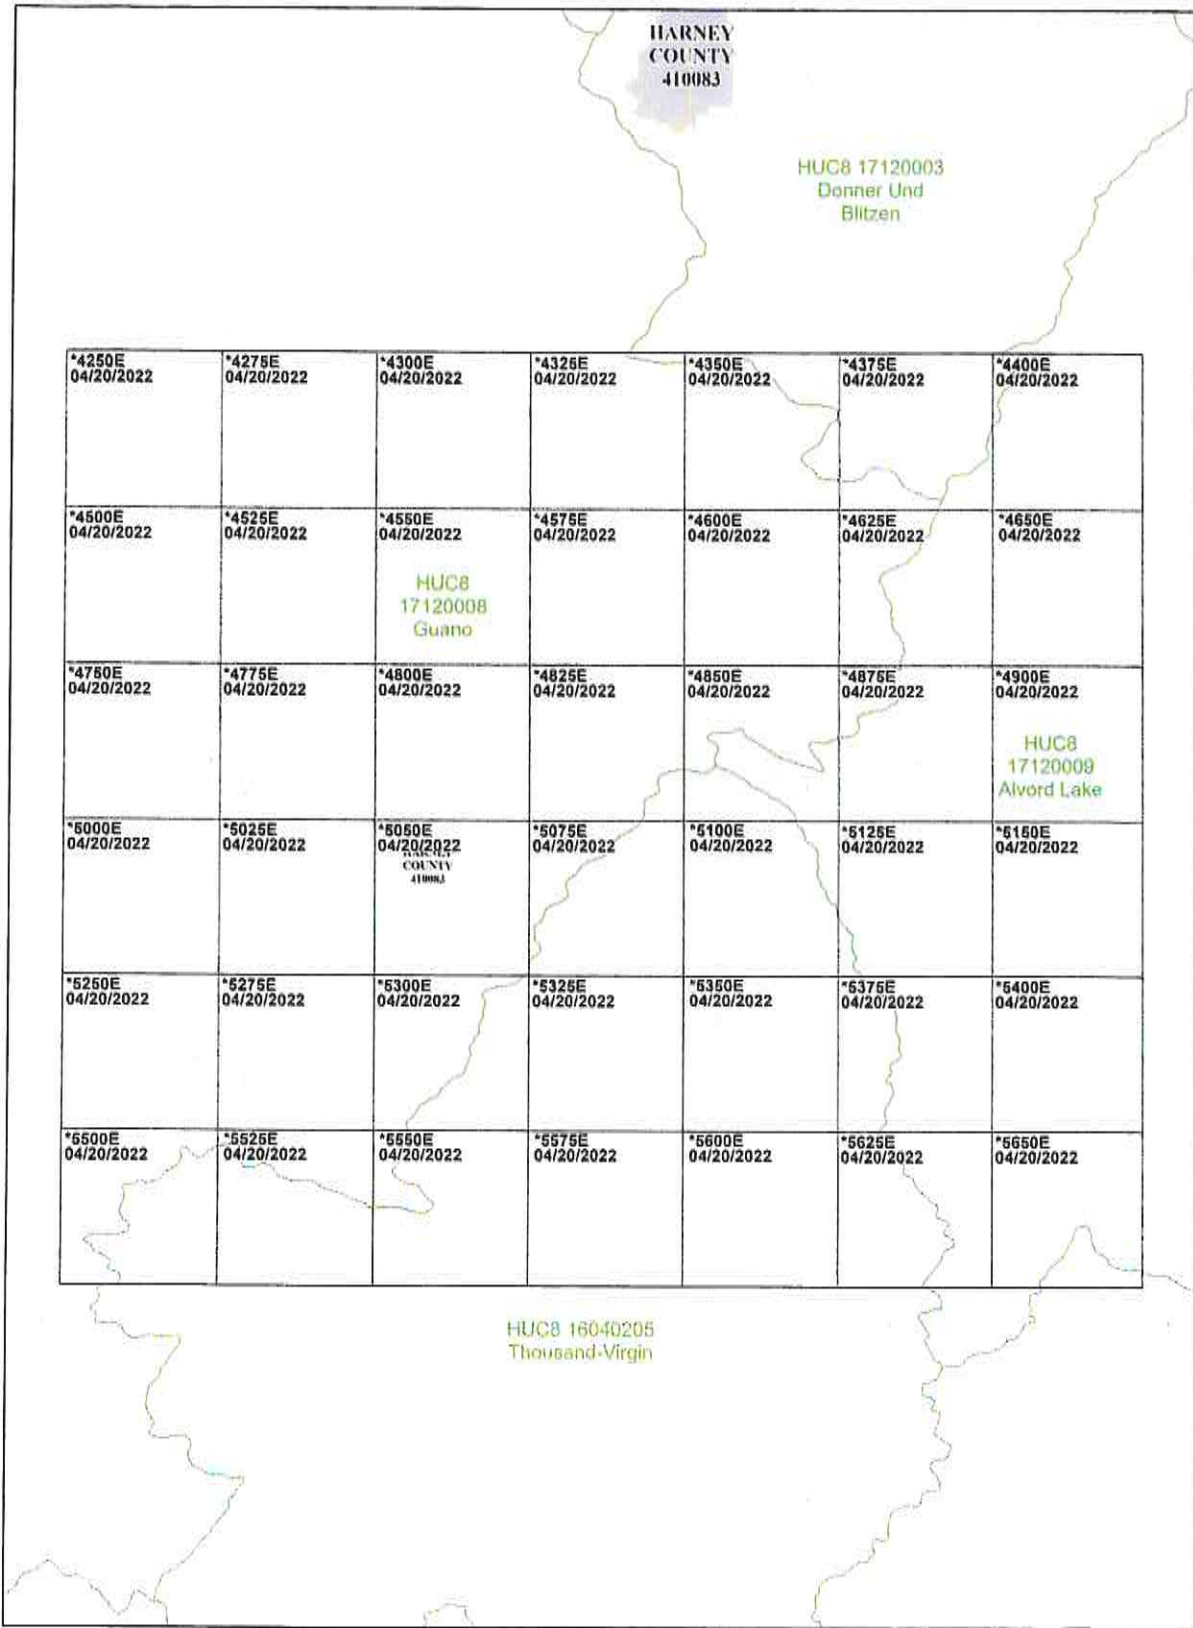 HARNEY
COUNTY
410083
HUC8 17120003
Donner Und
Blitzen
*4250E
04/20/2022
*4275E
04/20/2022
*4300E
04/20/2022
*4325E
04/20/2022
*4350E
04/20/2022
*4375E
04/20/2022
*4400E
04/20/2022
*4500E
04/20/2022
*4525E
04/20/2022
*4550E
04/20/2022
*4575E
04/20/2022
*4600E
04/20/2022
*4625E
04/20/2022
*4650E
04/20/2022
HUC8
17120008
Guano
*4750E
04/20/2022
*4775E
04/20/2022
*4800E
04/20/2022
*4825E
04/20/2022
*4850E
04/20/2022
*4875E
04/20/2022
*4900E
04/20/2022
HUC8
17120009
Alvord Lake
*5000E
04/20/2022
*5025E
04/20/2022
*5050E
04/20/2022
COUNTY
410083
*5075E
04/20/2022
*5100E
04/20/2022
*5125E
04/20/2022
*5150E
04/20/2022
*5250E
04/20/2022
*5275E
04/20/2022
*5300E
04/20/2022
*5325E
04/20/2022
*5350E
04/20/2022
*5375E
04/20/2022
*5400E
04/20/2022
*5500E
04/20/2022
*5525E
04/20/2022
*5550E
04/20/2022
*5575E
04/20/2022
*5600E
04/20/2022
*5625E
04/20/2022
*5650E
04/20/2022
HUC8 16040205
Thousand-Virgin